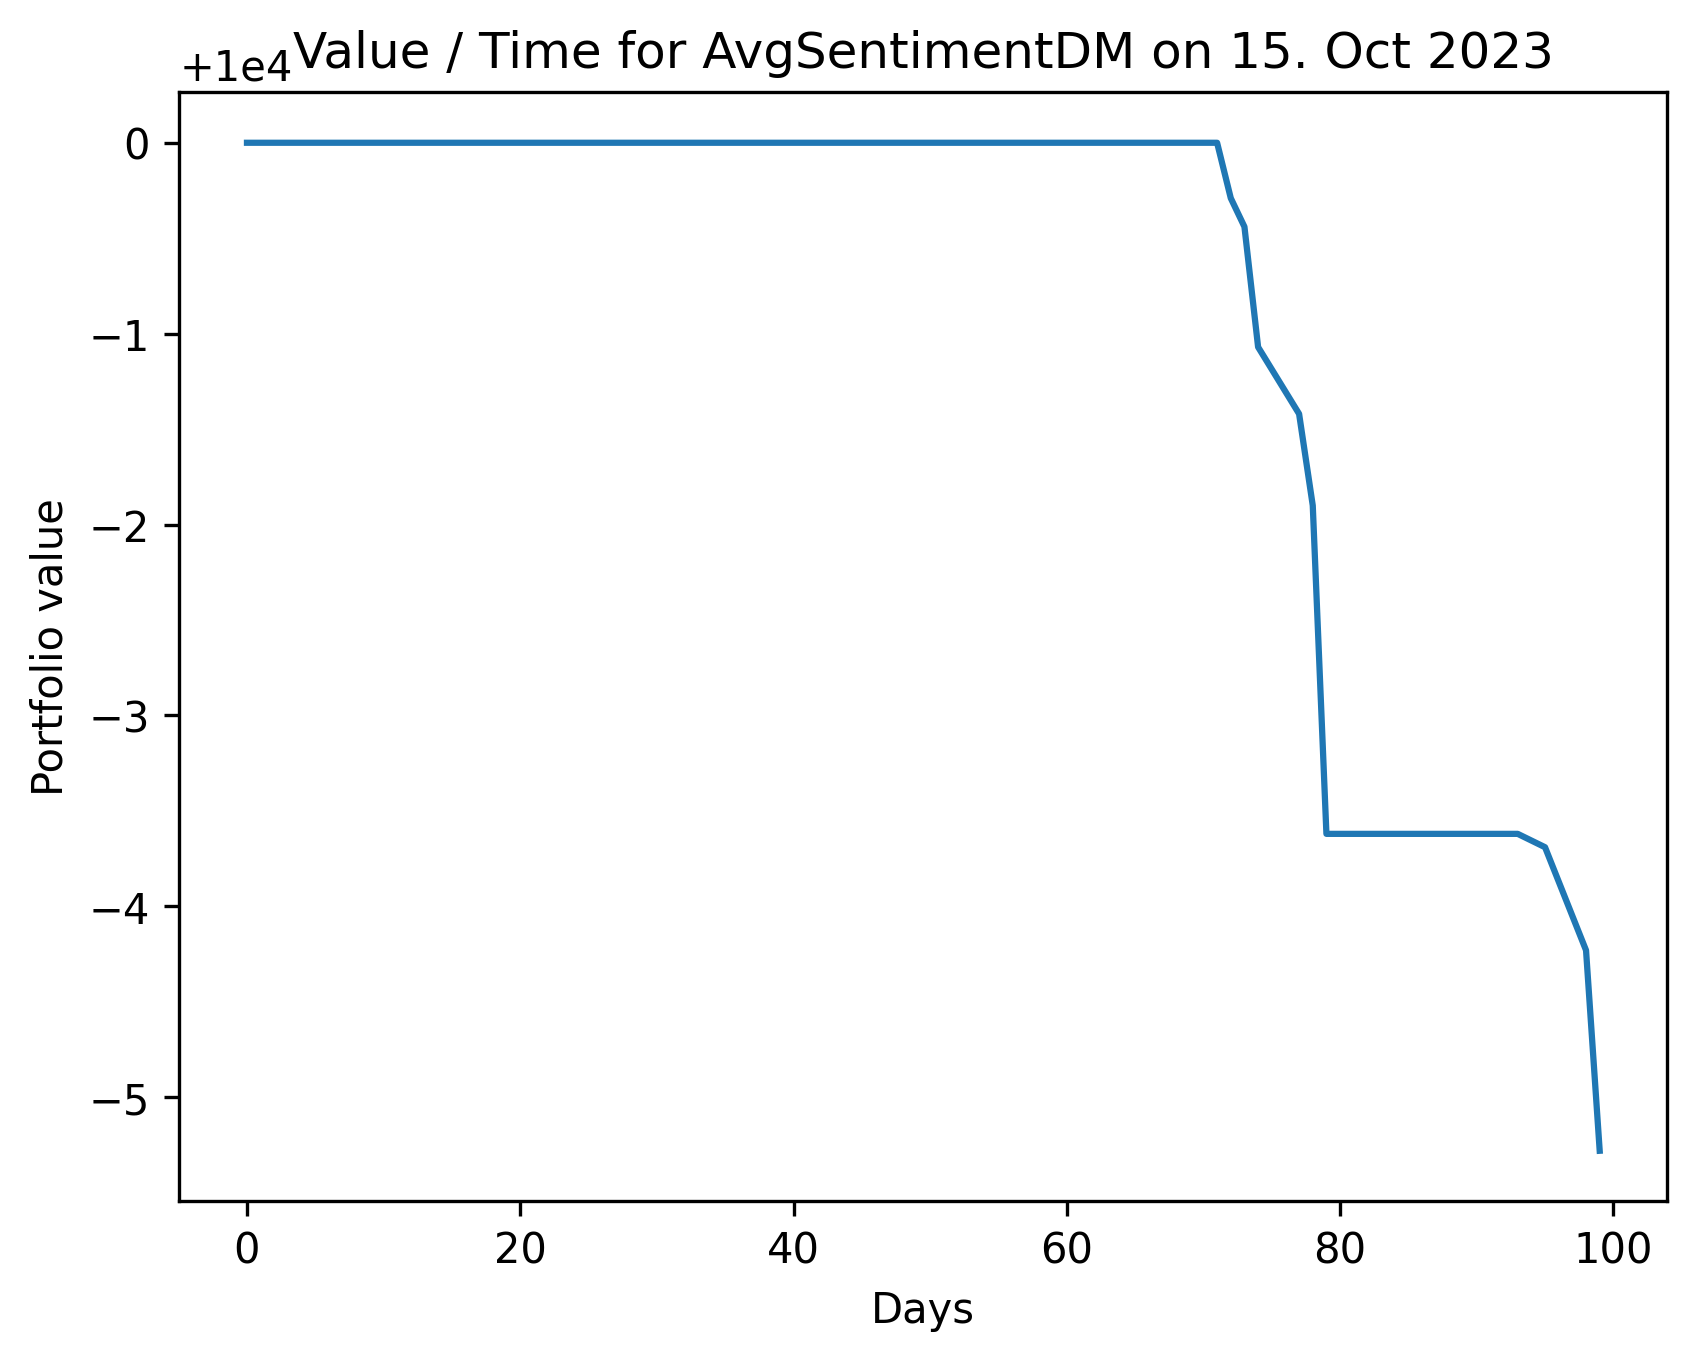 Value / Time for AvgSentimentDM on 15. Oct 2023
+1e4
0
−1
−2
−3
−4
−5
Portfolio value
0 20 40 60 80 100
Days